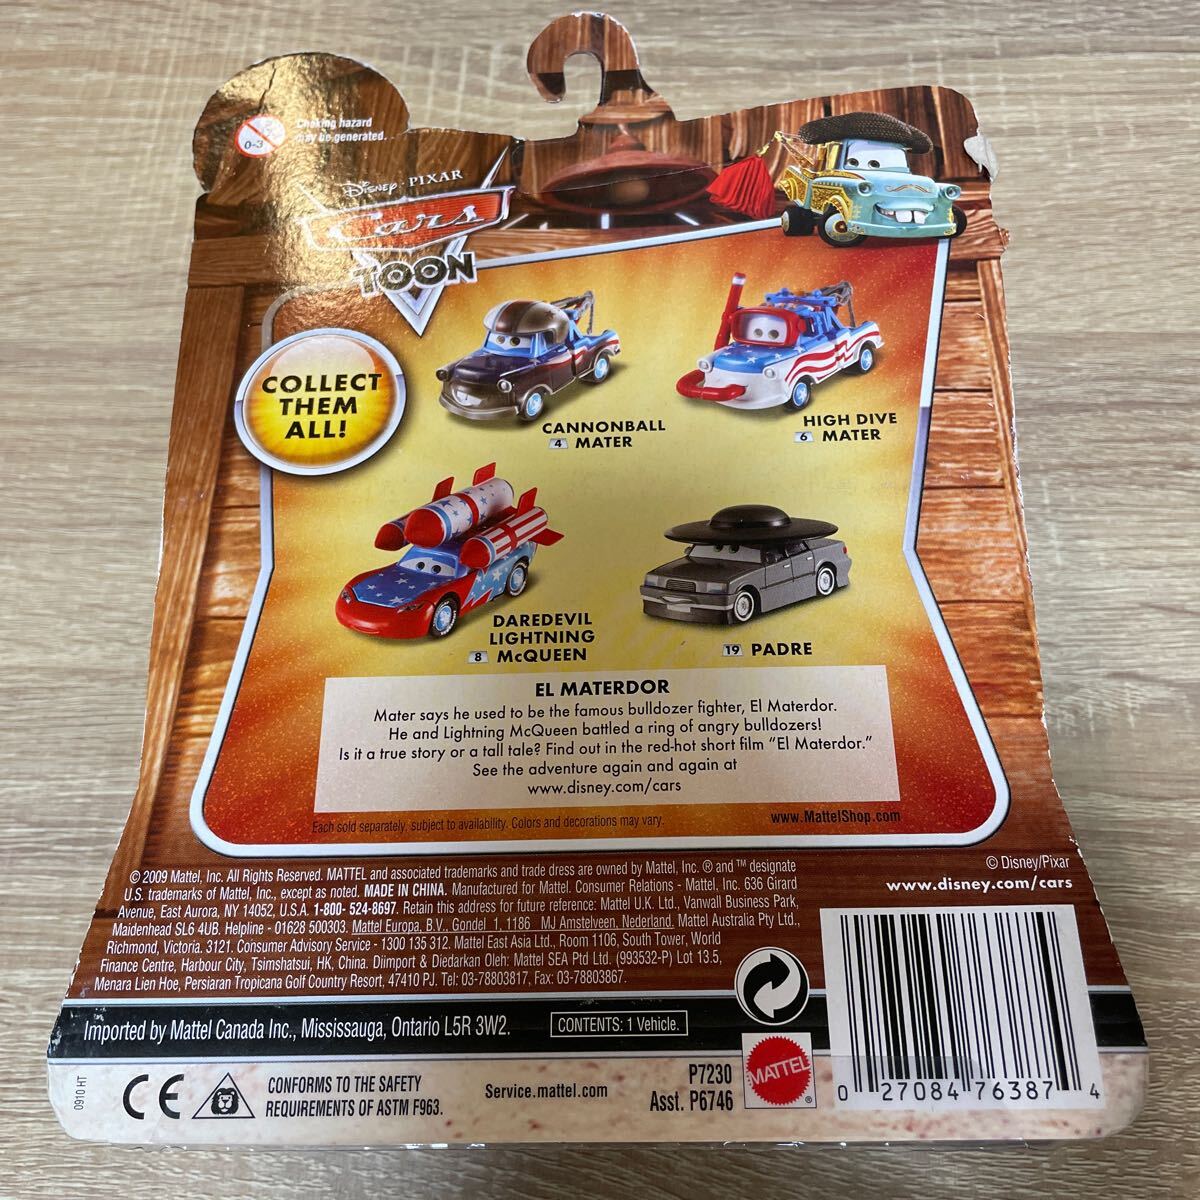 0-3
Choking hazard
may be generated.
Disney · PIXAR
Cars
TOON
COLLECT
THEM
ALL!
CANNONBALL
4 MATER
HIGH DIVE
6 MATER
DAREDEVIL
LIGHTNING
8 McQUEEN
19 PADRE
EL MATERDOR
Mater says he used to be the famous bulldozer fighter, El Materdor.
He and Lightning McQueen battled a ring of angry bulldozers!
Is it a true story or a tall tale? Find out in the red-hot short film "El Materdor."
See the adventure again and again at
www.disney.com/cars
Each sold separately, subject to availability. Colors and decorations may vary.
www.MattelShop.com
© 2009 Mattel, Inc. All Rights Reserved. MATTEL and associated trademarks and trade dress are owned by Mattel, Inc. ® and ™ designate
U.S. trademarks of Mattel, Inc., except as noted. MADE IN CHINA. Manufactured for Mattel. Consumer Relations - Mattel, Inc. 636 Girard
Avenue, East Aurora, NY 14052, U.S.A. 1-800- 524-8697. Retain this address for future reference: Mattel U.K. Ltd., Vanwall Business Park,
Maidenhead SL6 4UB. Helpline - 01628 500303. Mattel Europa, B.V., Gondel 1, 1186 MJ Amstelveen, Nederland. Mattel Australia Pty Ltd.,
Richmond, Victoria. 3121. Consumer Advisory Service - 1300 135 312. Mattel East Asia Ltd., Room 1106, South Tower, World
Finance Centre, Harbour City, Tsimshatsui, HK, China. Diimport & Diedarkan Oleh: Mattel SEA Ptd Ltd. (993532-P) Lot 13.5,
Menara Lien Hoe, Persiaran Tropicana Golf Country Resort, 47410 PJ. Tel: 03-78803817, Fax: 03-78803867.
© Disney/Pixar
www.disney.com/cars
Imported by Mattel Canada Inc., Mississauga, Ontario L5R 3W2.
CONTENTS: 1 Vehicle.
0910 HT
CE
CONFORMS TO THE SAFETY
REQUIREMENTS OF ASTM F963.
Service.mattel.com
P7230
Asst. P6746
MATTEL
®
0 27084 76387 4